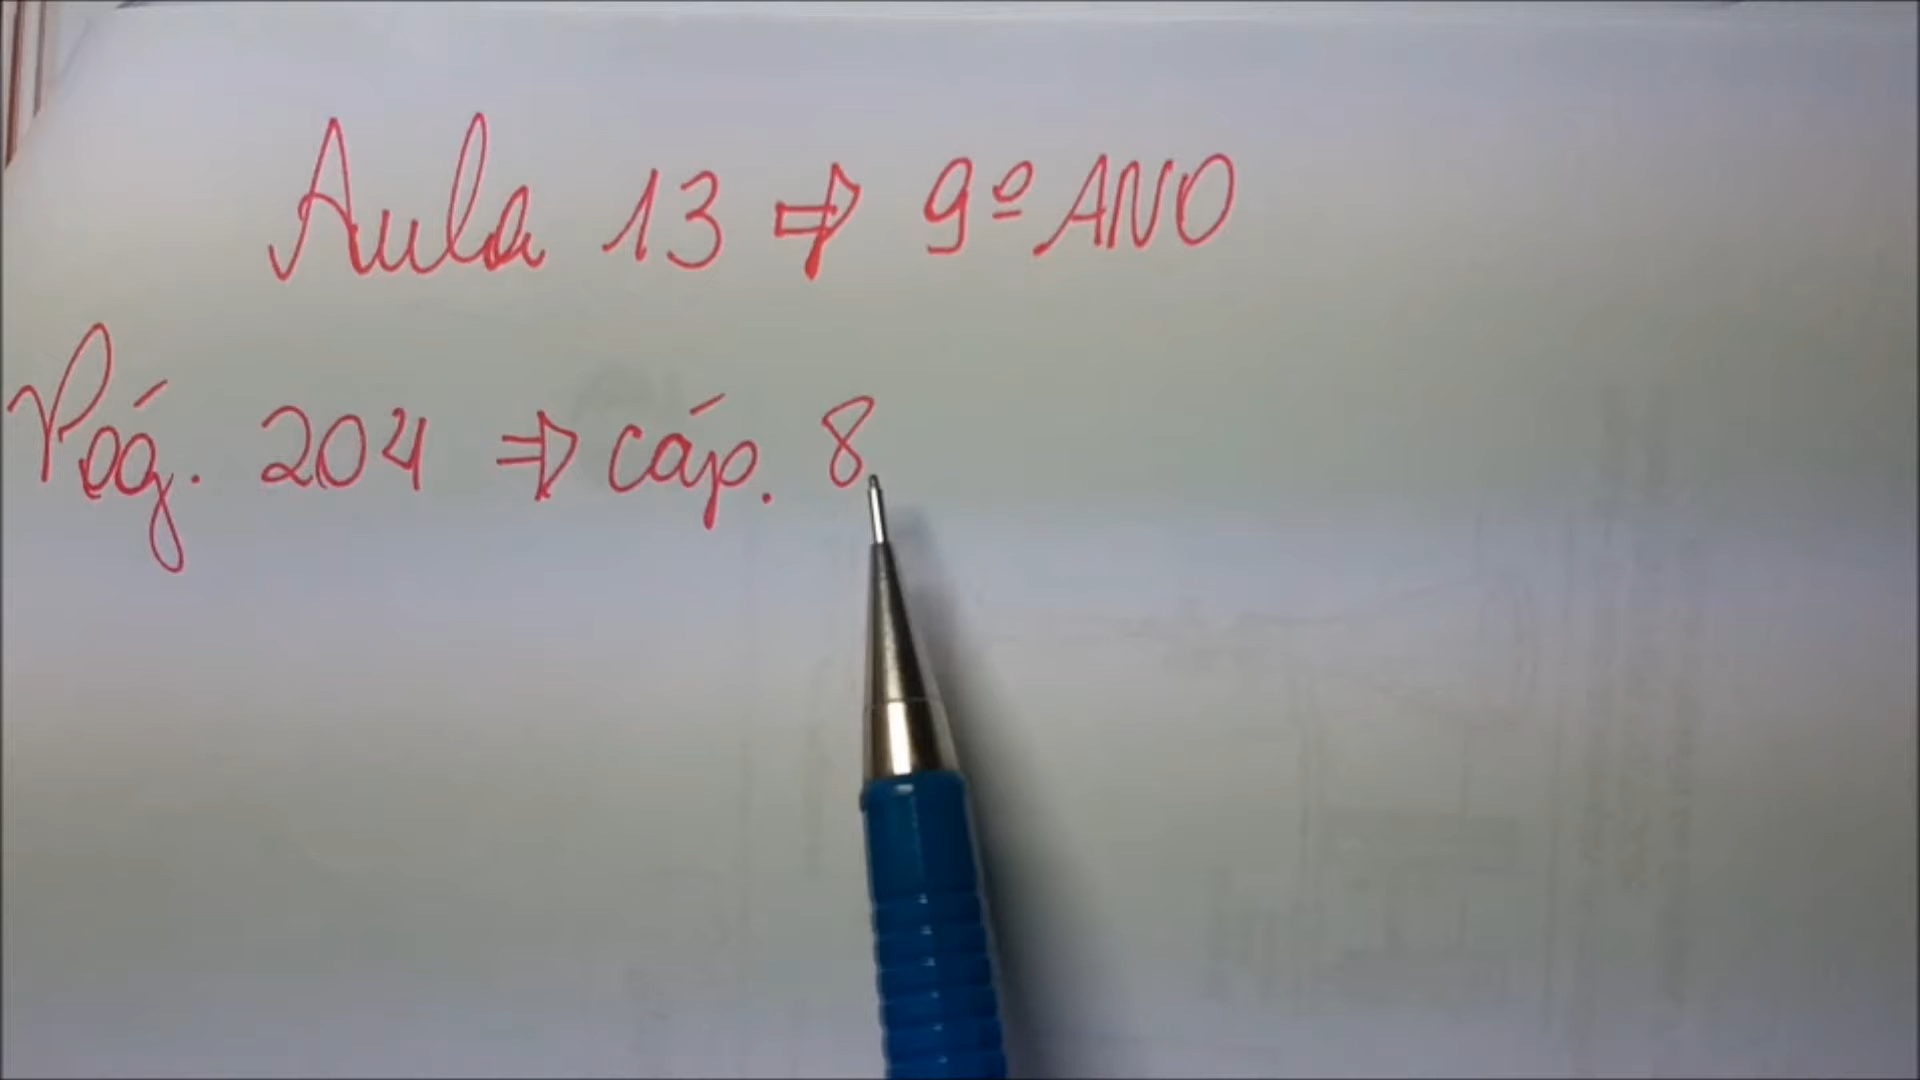 Aula 13 ⇒ 9º ANO
Pág. 204 ⇒ cáp. 8